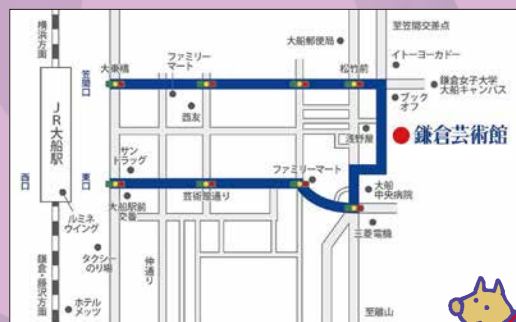 至笠間交差点
横浜方面
大船郵便局
イトーヨーカドー
大東橋
ファミリー
マート
松竹前
笠間口
鎌倉女子大学
大船キャンパス
ブック
オフ
西友
JR大船駅
浅野屋
鎌倉芸術館
サン
ドラッグ
ファミリーマート
西口
東口
大船
中央病院
大船駅前
交番
芸術館通り
ルミネ
ウイング
三菱電機
タクシー
のり場
仲通り
鎌倉・藤沢方面
ホテル
メッツ
至離山